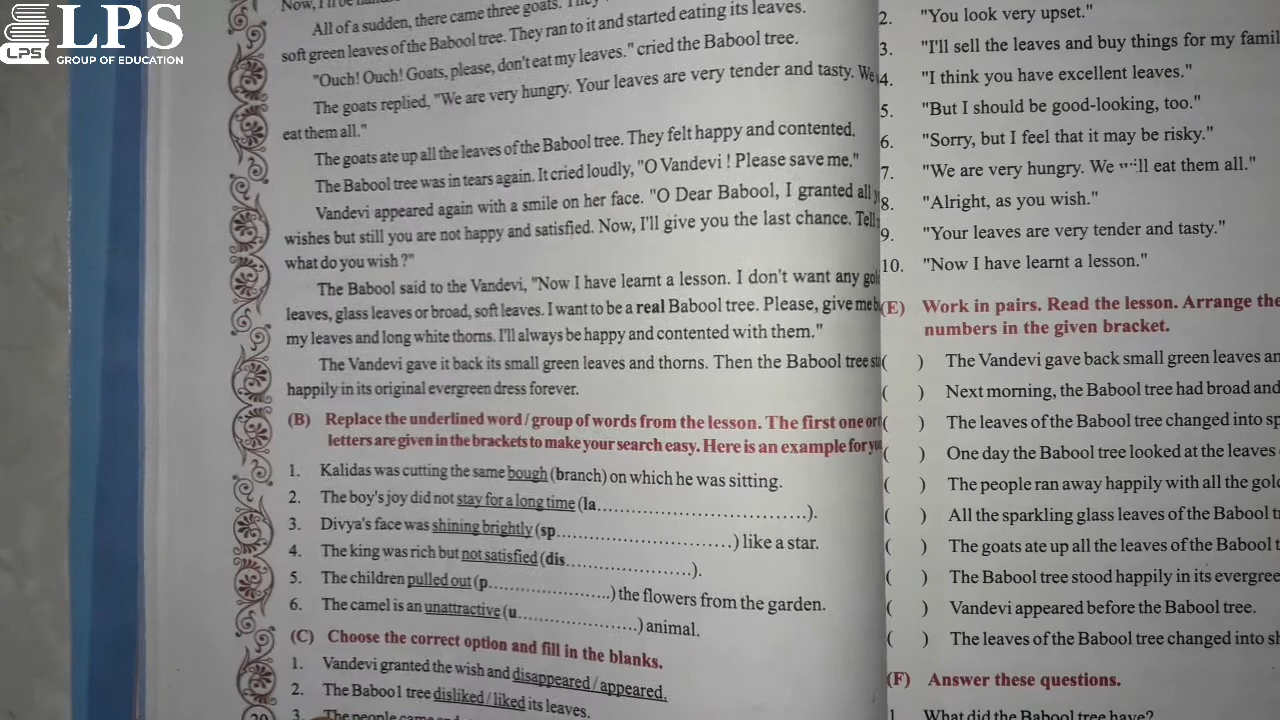 LPS
LPS
GROUP OF EDUCATION
All of a sudden, there came three goats.
soft green leaves of the Babool tree. They ran to it and started eating its leaves.
"Ouch! Ouch! Goats, please, don't eat my leaves." cried the Babool tree.
The goats replied, "We are very hungry. Your leaves are very tender and tasty. We
eat them all."
The goats ate up all the leaves of the Babool tree. They felt happy and contented.
The Babool tree was in tears again. It cried loudly, "O Vandevi ! Please save me."
Vandevi appeared again with a smile on her face. "O Dear Babool, I granted all
wishes but still you are not happy and satisfied. Now, I'll give you the last chance. Tell
what do you wish ?"
The Babool said to the Vandevi, "Now I have learnt a lesson. I don't want any
leaves, glass leaves or broad, soft leaves. I want to be a real Babool tree. Please, give me
my leaves and long white thorns. I'll always be happy and contented with them."
The Vandevi gave it back its small green leaves and thorns. Then the Babool tree
happily in its original evergreen dress forever.
(B) Replace the underlined word / group of words from the lesson. The first one or
letters are given in the brackets to make your search easy. Here is an example for
1. Kalidas was cutting the same bough (branch) on which he was sitting.
2. The boy's joy did not stay for a long time (la...............................).
3. Divya's face was shining brightly (sp...............................) like a star.
4. The king was rich but not satisfied (dis......................).
5. The children pulled out (p......................) the flowers from the garden.
6. The camel is an unattractive (u......................) animal.
(C) Choose the correct option and fill in the blanks.
1. Vandevi granted the wish and disappeared / appeared.
2. The Babool tree disliked / liked its leaves.
3. The people came
2. "You look very upset."
3. "I'll sell the leaves and buy things for my
4. "I think you have excellent leaves."
5. "But I should be good-looking, too."
6. "Sorry, but I feel that it may be risky."
7. "We are very hungry. We will eat them all."
8. "Alright, as you wish."
9. "Your leaves are very tender and tasty."
10. "Now I have learnt a lesson."
(E) Work in pairs. Read the lesson. Arrange the
numbers in the given bracket.
( ) The Vandevi gave back small green leaves
( ) Next morning, the Babool tree had broad and
( ) The leaves of the Babool tree changed into
( ) One day the Babool tree looked at the leaves
( ) The people ran away happily with all the
( ) All the sparkling glass leaves of the Babool
( ) The goats ate up all the leaves of the Babool
( ) The Babool tree stood happily in its
( ) Vandevi appeared before the Babool tree.
( ) The leaves of the Babool tree changed into
(F) Answer these questions.
1. What did the Babool tree have?